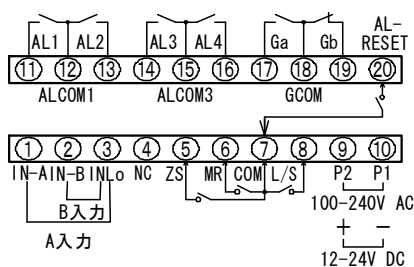 AL1 AL2 AL3 AL4 Ga Gb AL-RESET
11 12 13 14 15 16 17 18 19 20
ALCOM1 ALCOM3 GCOM
1 2 3 4 5 6 7 8 9 10
IN-A IN-B INLo NC ZS MR COM L/S P2 P1
B入力
A入力
100-240V AC
+ −
12-24V DC